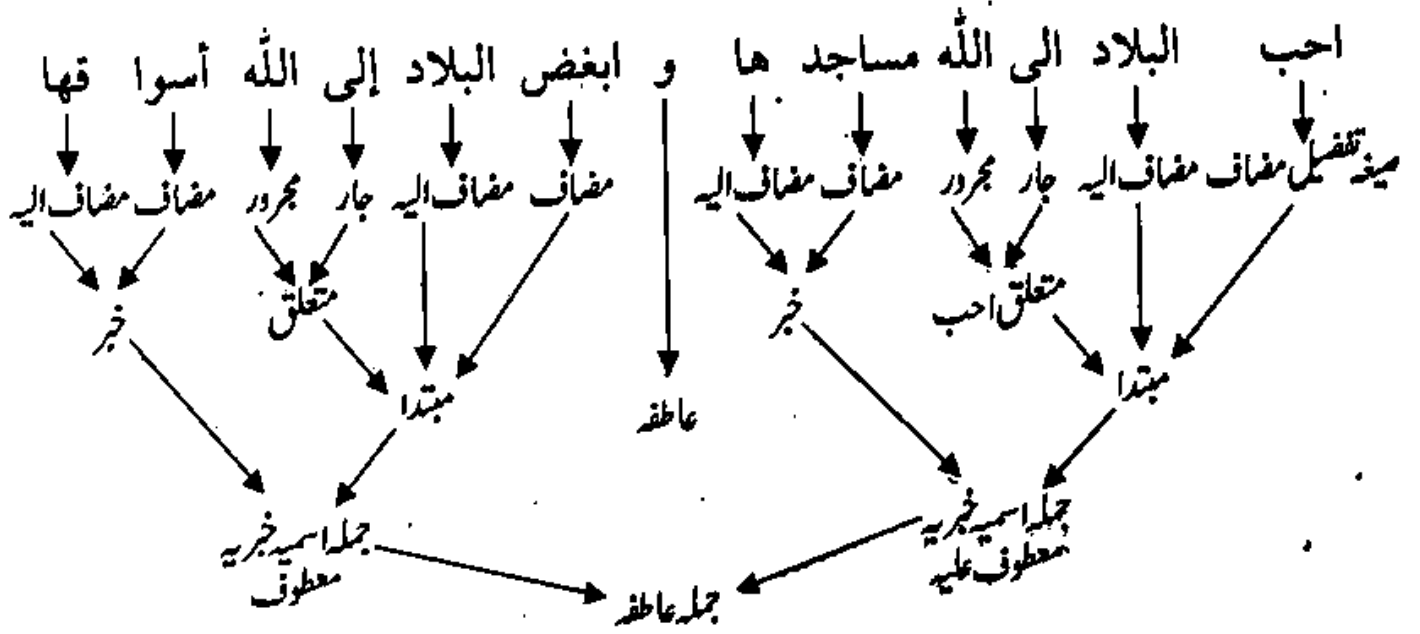 احب البلاد الى الله مساجد ها و ابغض البلاد إلى الله أسوا قها
صیغہ تفضیل مضاف مضاف الیہ جار مجرور مضاف مضاف الیہ مضاف مضاف الیہ جار مجرور مضاف مضاف الیہ
متعلق احب خبر متعلق خبر
مبتدا عاطفہ مبتدا
جملہ اسمیہ خبریہ جملہ اسمیہ خبریہ
معطوف علیہ معطوف
جملہ عاطفہ